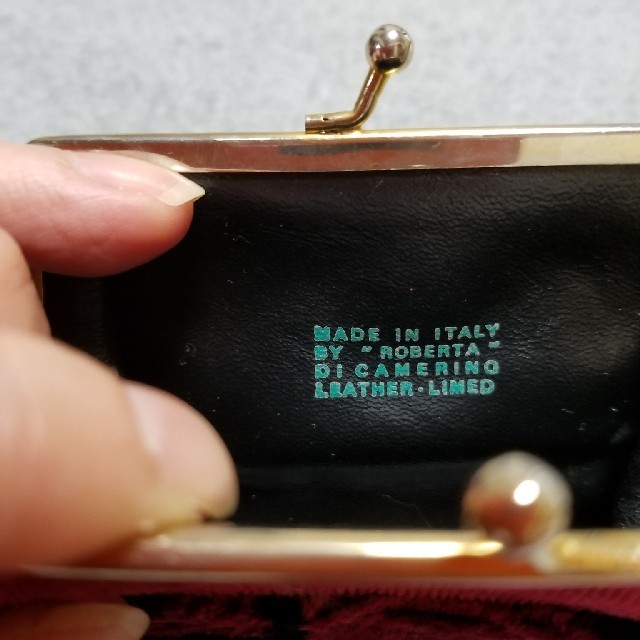 MADE IN ITALY
BY "ROBERTA"
DI CAMERINO
LEATHER-LINED